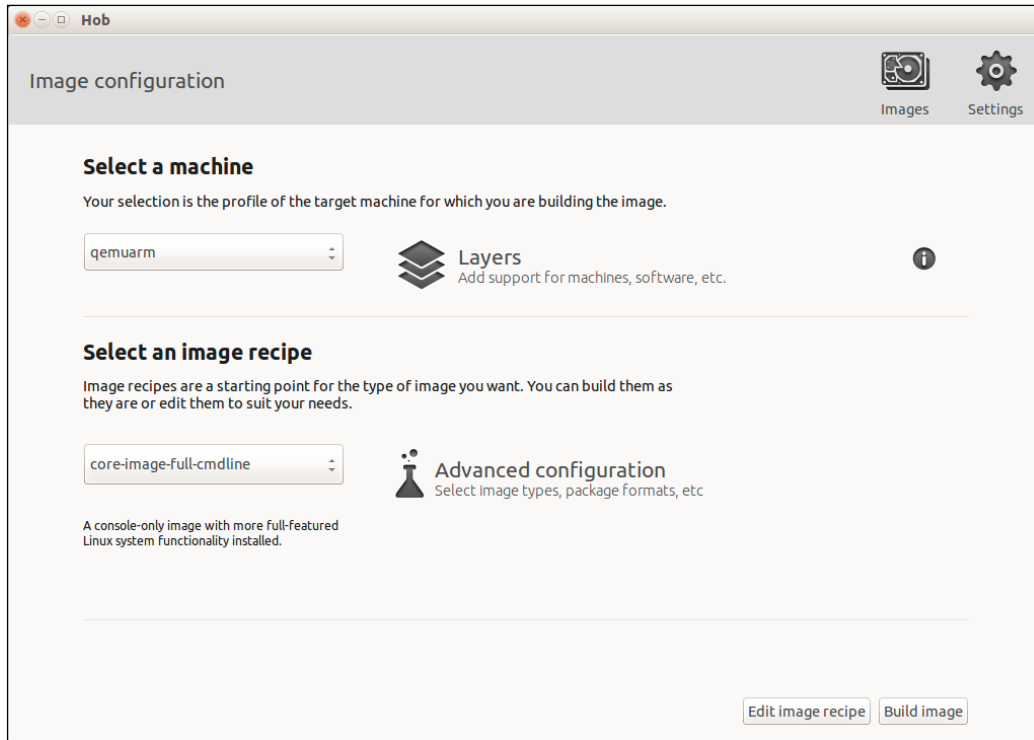 Hob
Image configuration
Images
Settings
Select a machine
Your selection is the profile of the target machine for which you are building the image.
qemuarm
Layers
Add support for machines, software, etc.
Select an image recipe
Image recipes are a starting point for the type of image you want. You can build them as
they are or edit them to suit your needs.
core-image-full-cmdline
Advanced configuration
Select image types, package formats, etc
A console-only image with more full-featured
Linux system functionality installed.
Edit image recipe
Build image